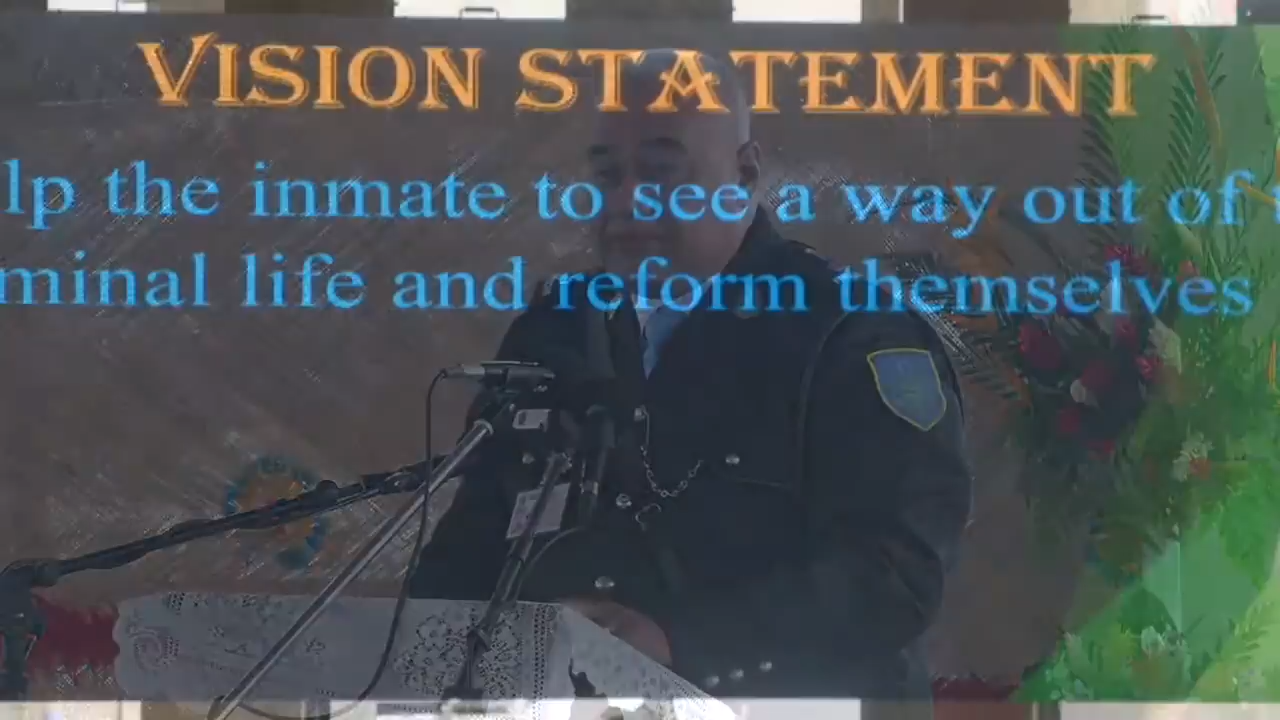 VISION STATEMENT
lp the inmate to see a way out of
minal life and reform themselves